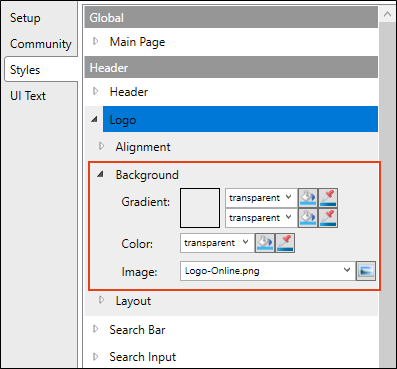 Setup
Community
Styles
UI Text
Global
Main Page
Header
Header
Logo
Alignment
Background
Gradient: transparent
transparent
Color: transparent
Image: Logo-Online.png
Layout
Search Bar
Search Input